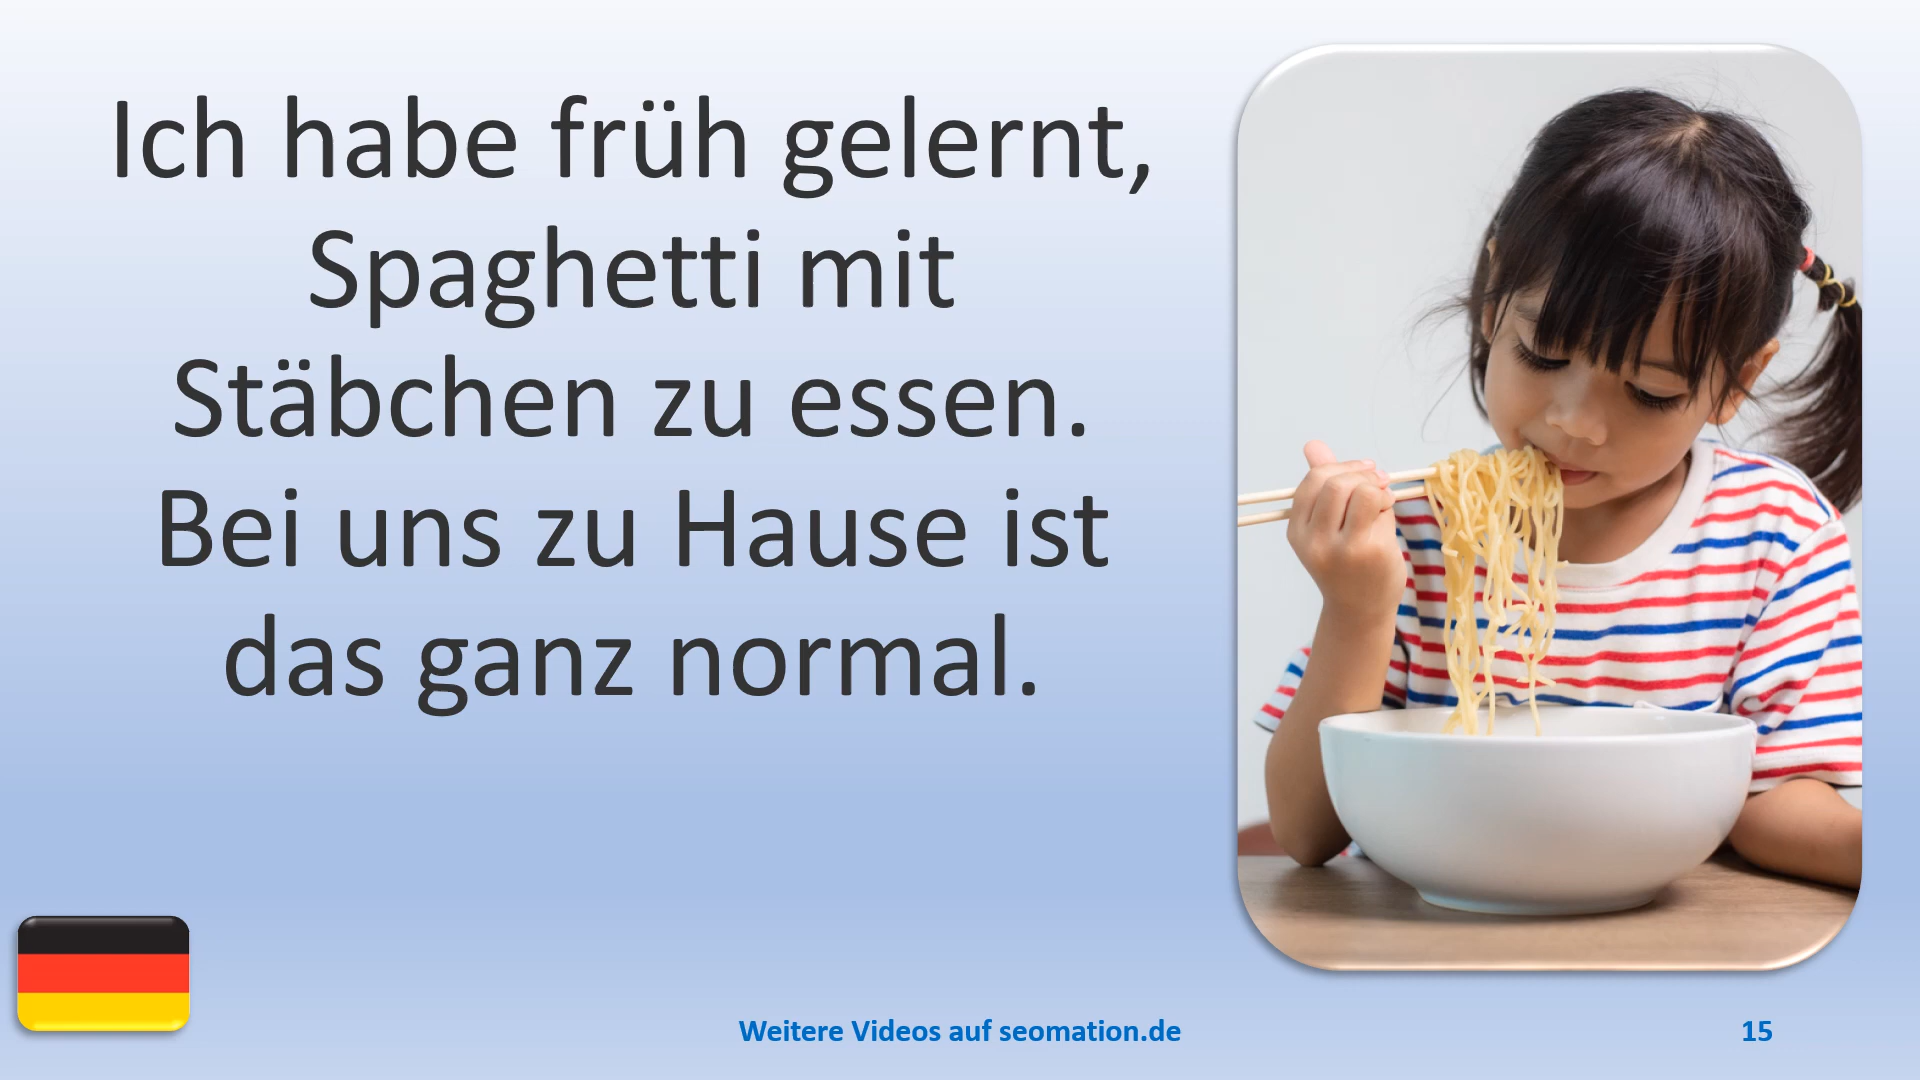 Ich habe früh gelernt,
Spaghetti mit
Stäbchen zu essen.
Bei uns zu Hause ist
das ganz normal.
Weitere Videos auf seomation.de
15